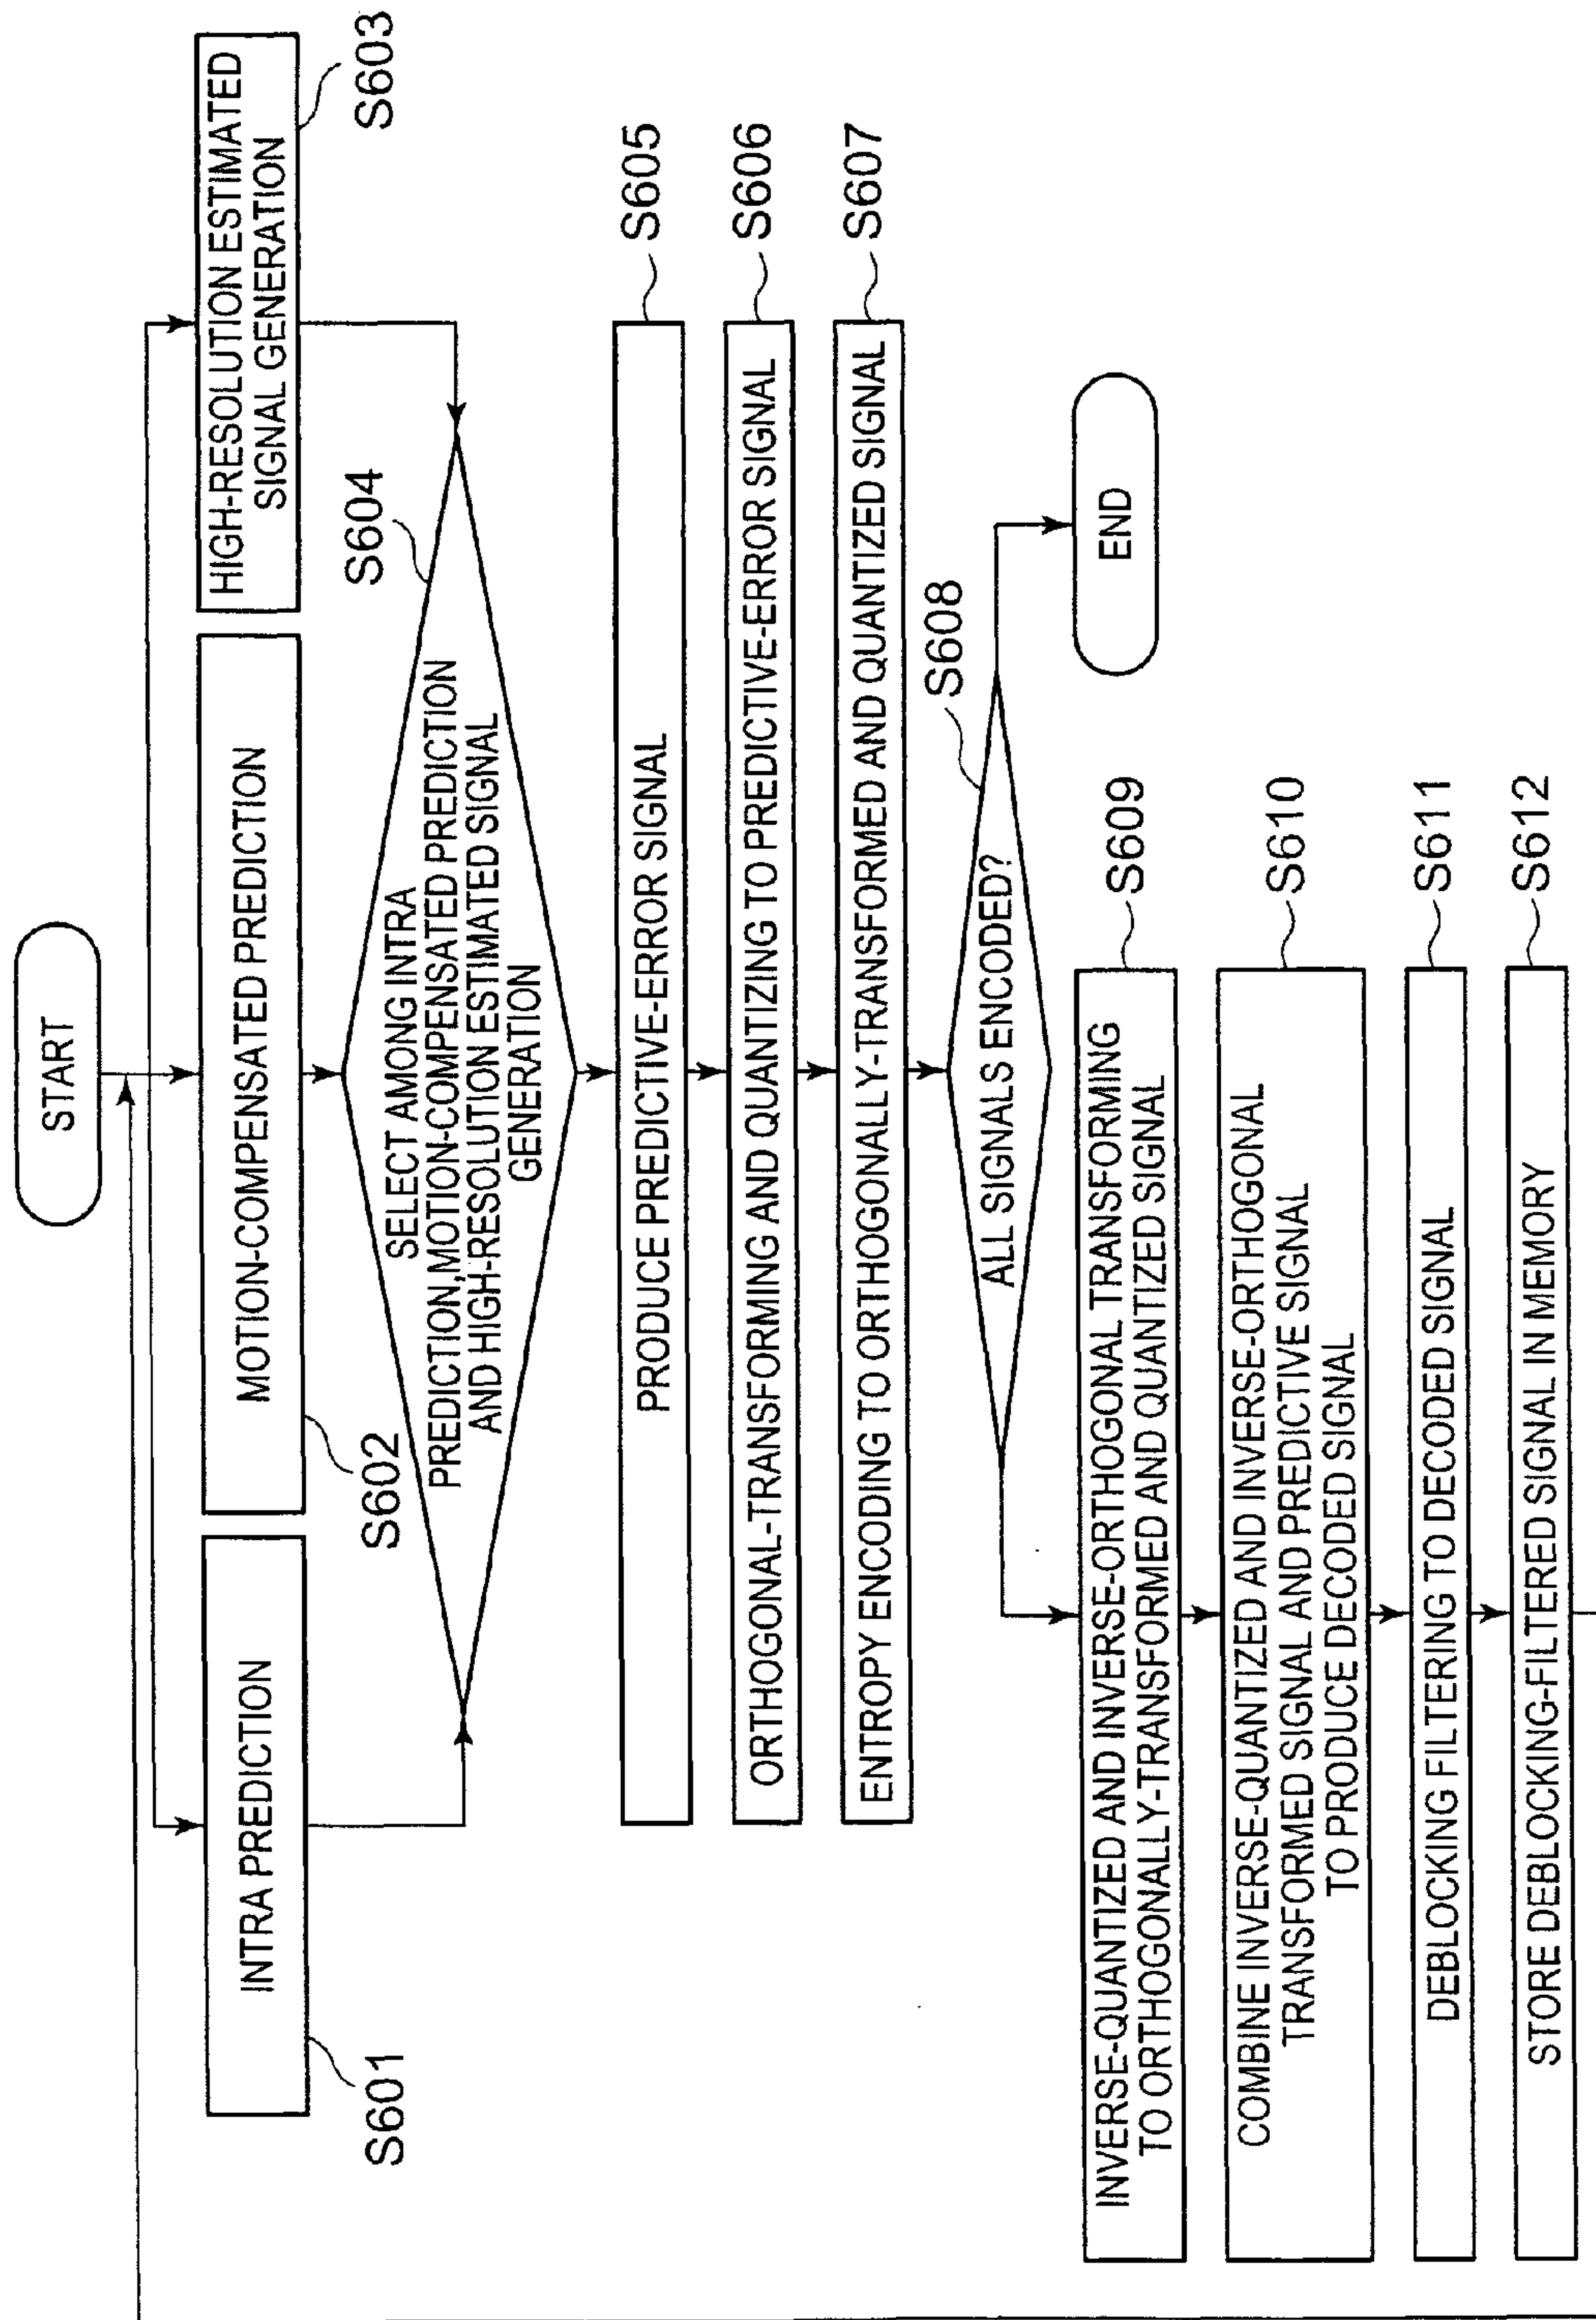 START
INTRA PREDICTION
S601
MOTION-COMPENSATED PREDICTION
S602
HIGH-RESOLUTION ESTIMATED
SIGNAL GENERATION
S603
SELECT AMONG INTRA
PREDICTION,MOTION-COMPENSATED PREDICTION
AND HIGH-RESOLUTION ESTIMATED SIGNAL
GENERATION
S604
PRODUCE PREDICTIVE-ERROR SIGNAL
S605
ORTHOGONAL-TRANSFORMING AND QUANTIZING TO PREDICTIVE-ERROR SIGNAL
S606
ENTROPY ENCODING TO ORTHOGONALLY-TRANSFORMED AND QUANTIZED SIGNAL
S607
ALL SIGNALS ENCODED?
S608
END
INVERSE-QUANTIZED AND INVERSE-ORTHOGONAL TRANSFORMING
TO ORTHOGONALLY-TRANSFORMED AND QUANTIZED SIGNAL
S609
COMBINE INVERSE-QUANTIZED AND INVERSE-ORTHOGONAL
TRANSFORMED SIGNAL AND PREDICTIVE SIGNAL
TO PRODUCE DECODED SIGNAL
S610
DEBLOCKING FILTERING TO DECODED SIGNAL
S611
STORE DEBLOCKING-FILTERED SIGNAL IN MEMORY
S612